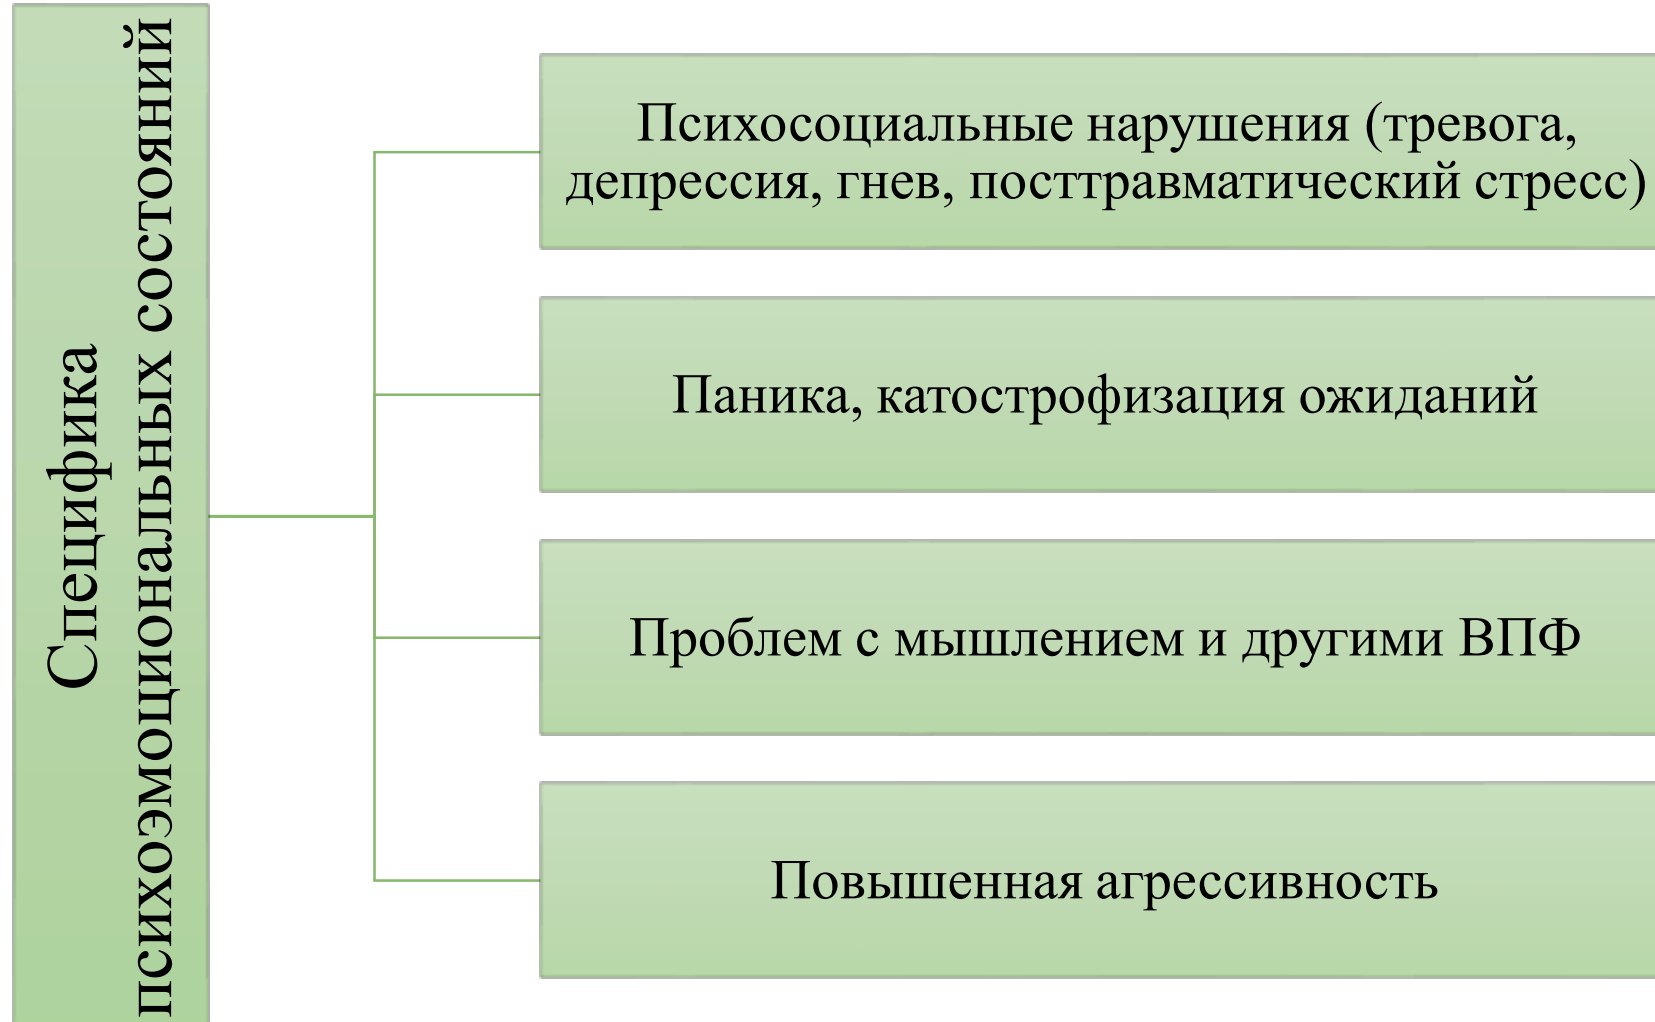 Специфика
психоэмоциональных состояний
Психосоциальные нарушения (тревога,
депрессия, гнев, посттравматический стресс)
Паника, катострофизация ожиданий
Проблем с мышлением и другими ВПФ
Повышенная агрессивность